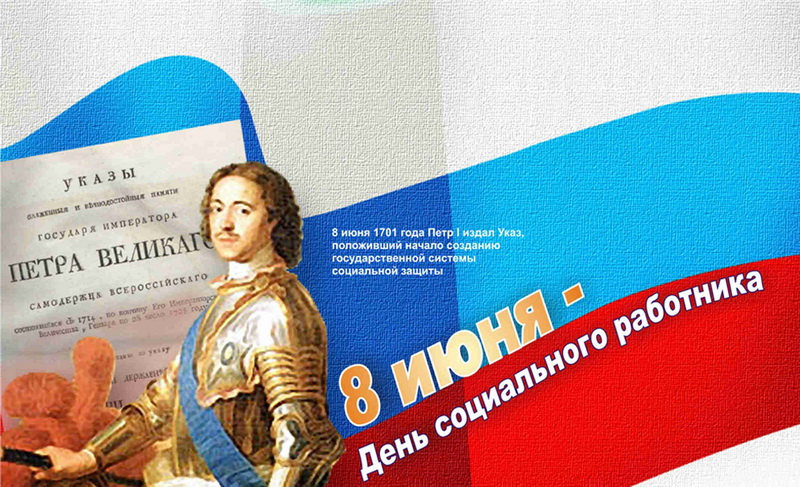 УКАЗЫ
БЛАЖЕННЫЯ И ВѢЧНОДОСТОЙНЫЯ ПАМЯТИ
ГОСУДАРЯ ИМПЕРАТОРА
ПЕТРА ВЕЛИКАГО
САМОДЕРЖЦА ВСЕРОССІЙСКАГО
1714
8 июня 1701 года Петр I издал Указ,
положивший начало созданию
государственной системы
социальной защиты
8 июня -
День социального работника